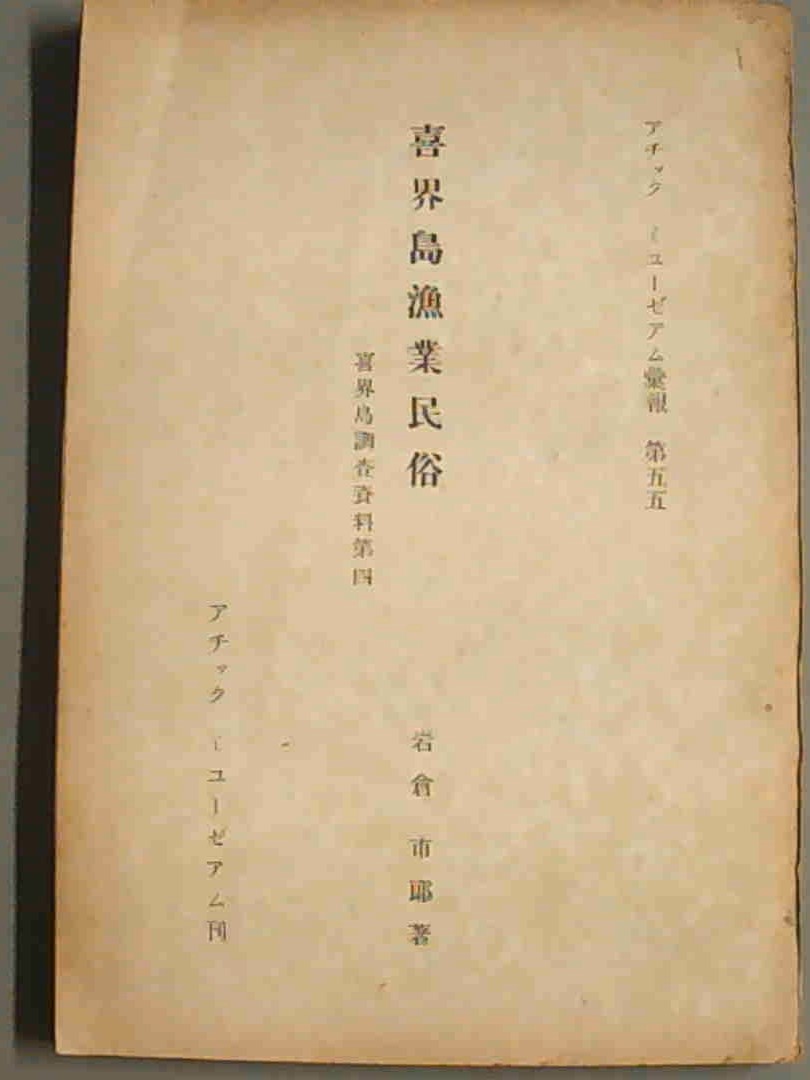 アチック ミユーゼアム彙報 第五五
喜界島漁業民俗
喜界島調査資料第四
岩倉市郎著
アチック ミユーゼアム刊